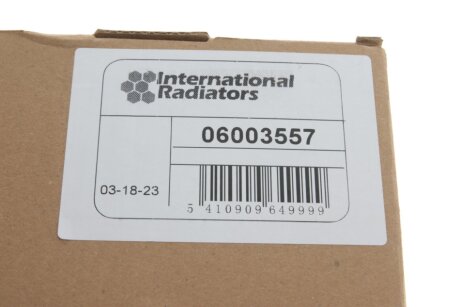 International
Radiators
06003557
03-18-23
5 410909 649999